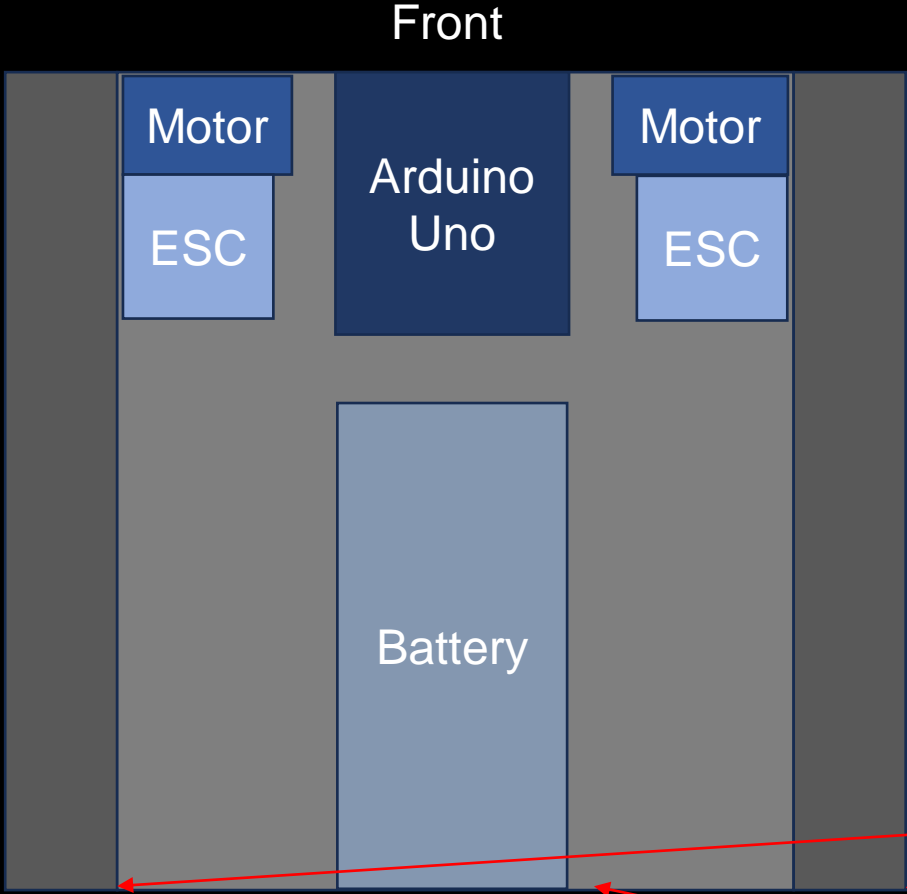 Front
Motor
Arduino
Uno
Motor
ESC
ESC
Battery